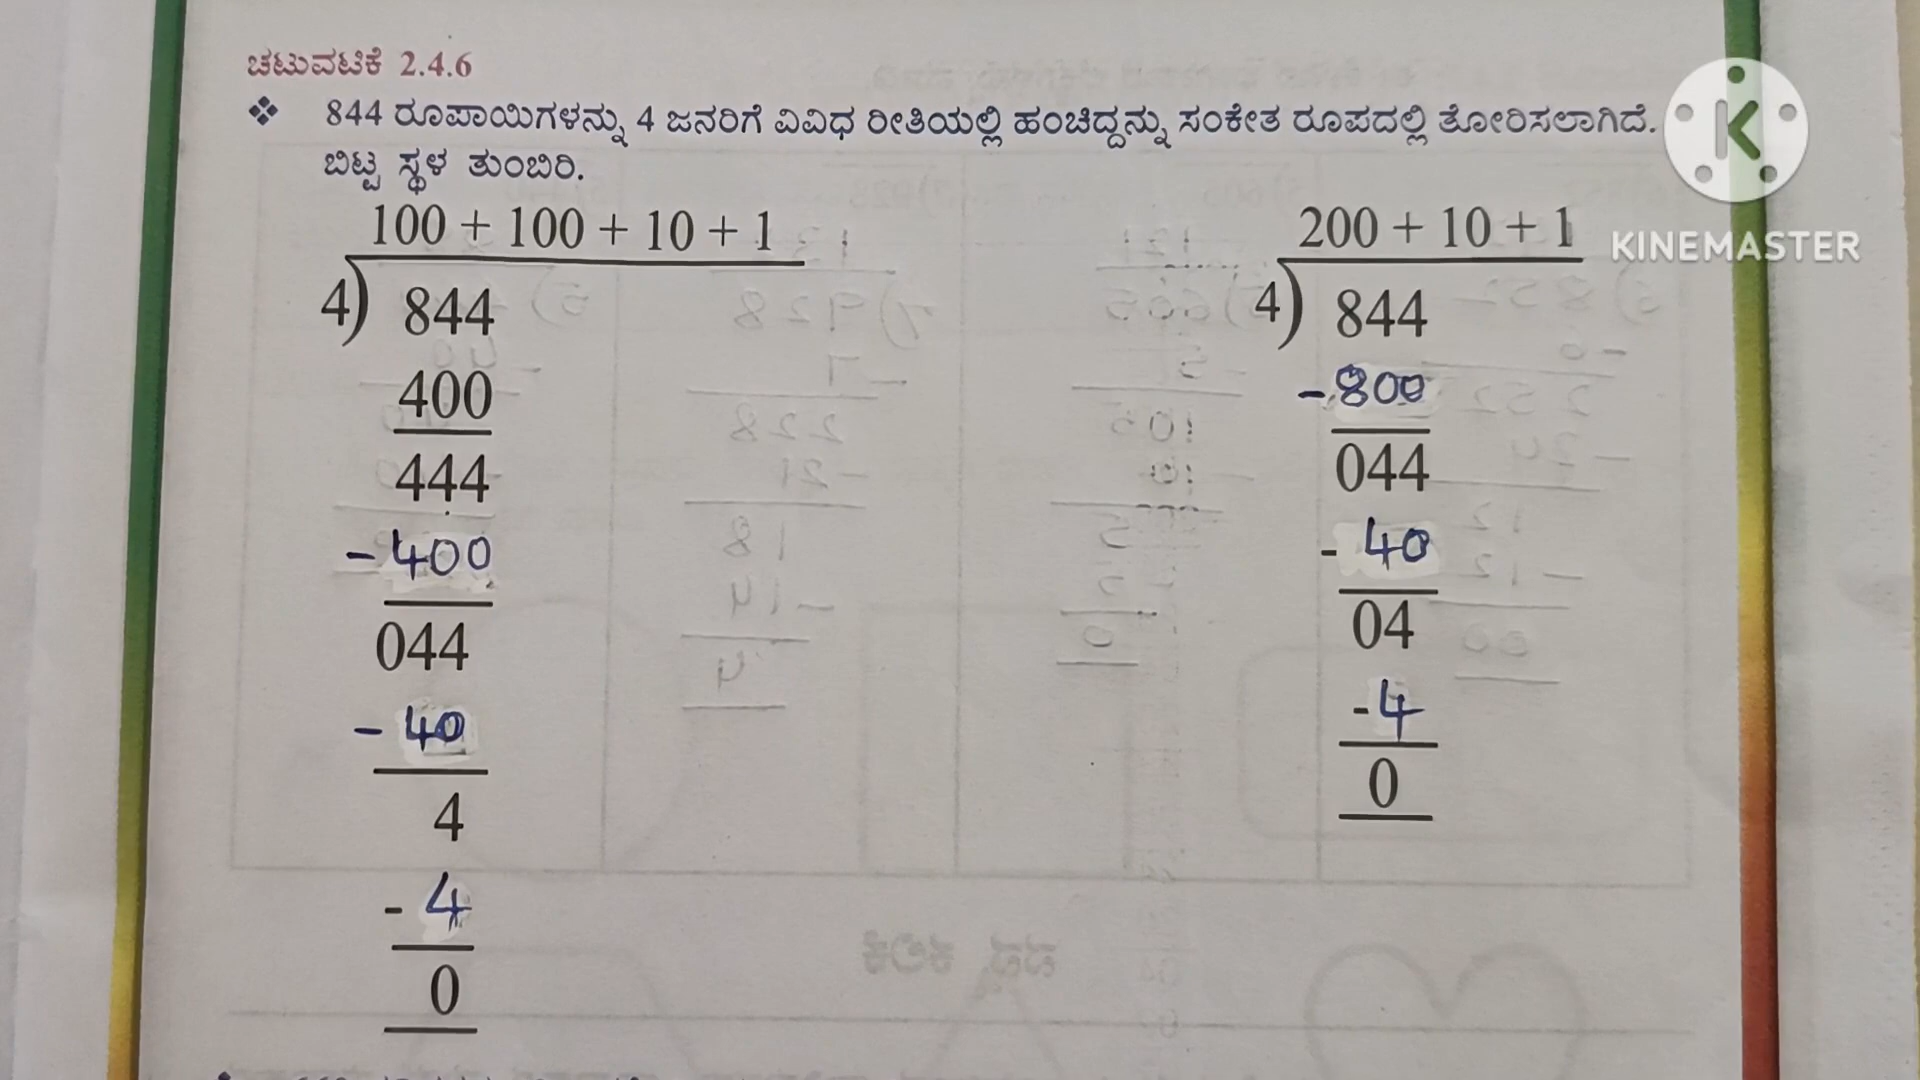 ಚಟುವಟಿಕೆ 2.4.6
❖ 844 ರೂಪಾಯಿಗಳನ್ನು 4 ಜನರಿಗೆ ವಿವಿಧ ರೀತಿಯಲ್ಲಿ ಹಂಚಿದ್ದನ್ನು ಸಂಕೇತ ರೂಪದಲ್ಲಿ ತೋರಿಸಲಾಗಿದೆ.
ಬಿಟ್ಟ ಸ್ಥಳ ತುಂಬಿರಿ.
100 + 100 + 10 + 1
4) 844
400
444
- 400
044
- 40
4
- 4
0
200 + 10 + 1
4) 844
- 800
044
- 40
04
- 4
0
K
KINEMASTER